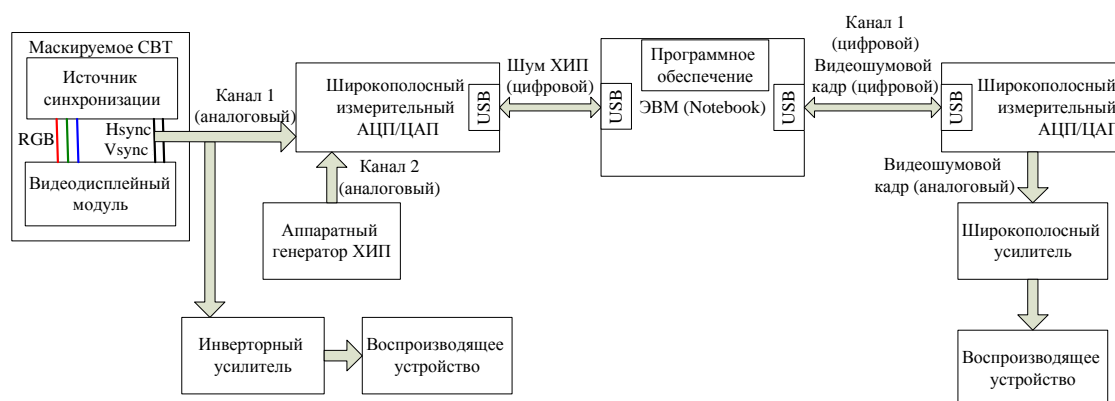 Маскируемое СВТ
Источник
синхронизации
RGB
Hsync
Vsync
Видеодисплейный
модуль
Канал 1
(аналоговый)
Широкополосный
измерительный
АЦП/ЦАП
USB
Канал 2
(аналоговый)
Аппаратный
генератор ХИП
Инверторный
усилитель
Воспроизводящее
устройство
Шум ХИП
(цифровой)
USB
Программное
обеспечение
ЭВМ (Notebook)
USB
Канал 1
(цифровой)
Видеошумовой
кадр (цифровой)
USB
Широкополосный
измерительный
АЦП/ЦАП
Видеошумовой
кадр (аналоговый)
Широкополосный
усилитель
Воспроизводящее
устройство